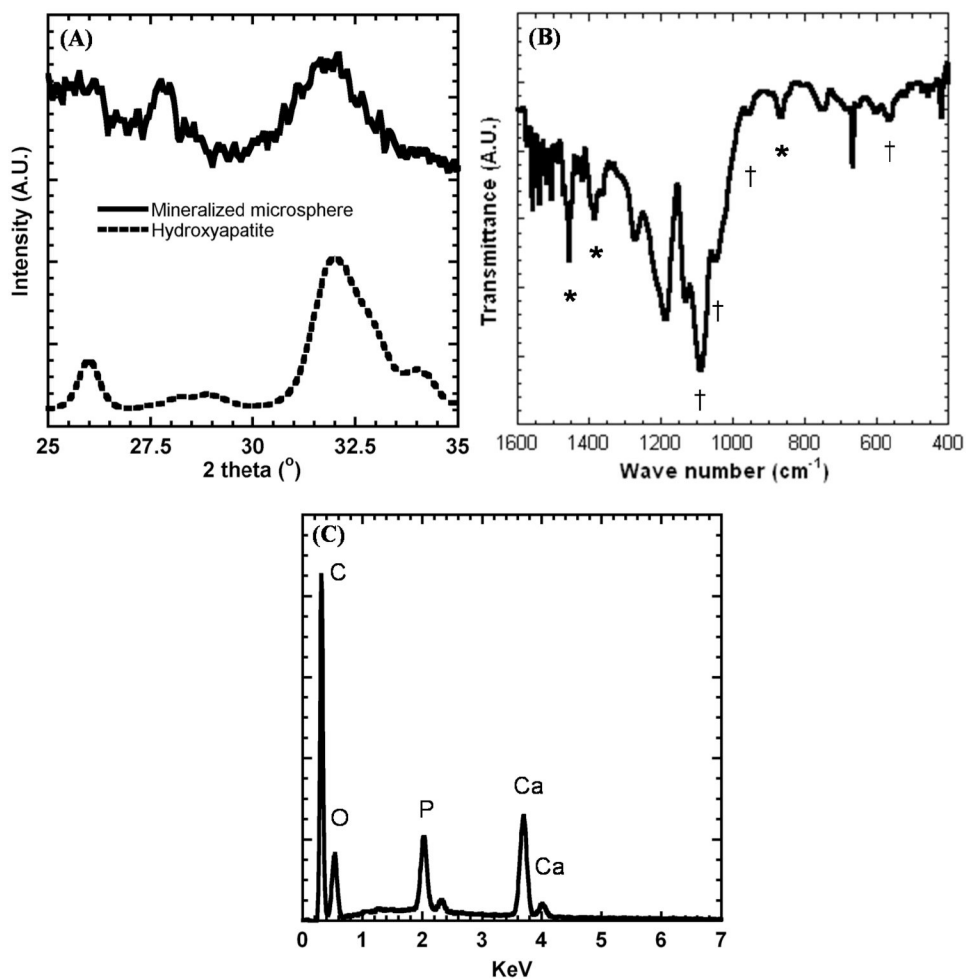 (A)
Intensity (A.U.)
Mineralized microsphere
Hydroxyapatite
25 27.5 30 32.5 35
2 theta (°)
(B)
Transmittance (A.U.)
*
*
†
†
†
*
†
1600 1400 1200 1000 800 600 400
Wave number (cm⁻¹)
(C)
C
O
P
Ca
Ca
0 1 2 3 4 5 6 7
KeV